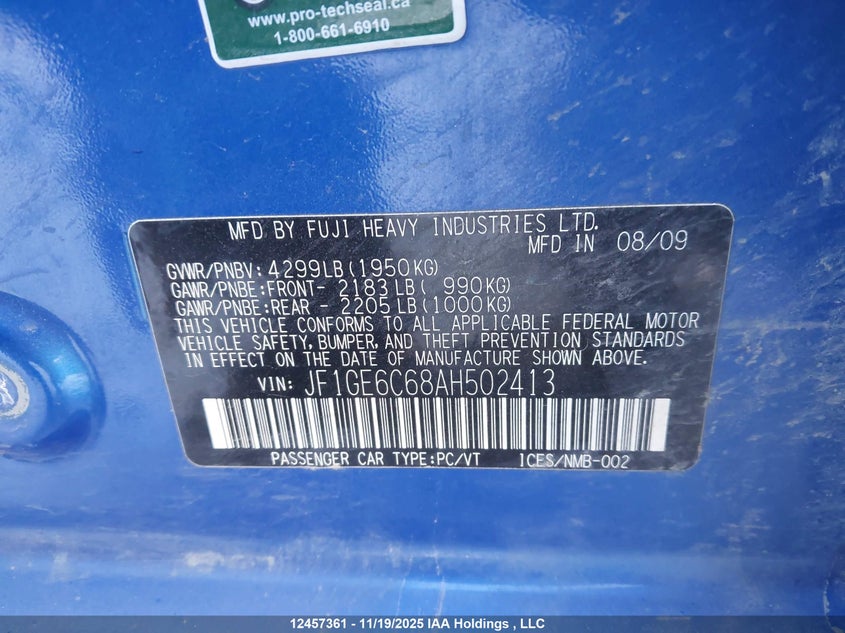 www.pro-techseal.com
1-800-661-6910
MFD BY FUJI HEAVY INDUSTRIES LTD.
MFD IN 08/09
GVWR/PNBV: 4299LB(1950KG)
GAWR/PNBE:FRONT- 2183LB( 990KG)
GAWR/PNBE:REAR - 2205LB(1000KG)
THIS VEHICLE CONFORMS TO ALL APPLICABLE FEDERAL MOTOR
VEHICLE SAFETY, BUMPER, AND THEFT PREVENTION STANDARDS
IN EFFECT ON THE DATE OF MANUFACTURE SHOWN ABOVE.
VIN: JF1GE6C68AH502413
PASSENGER CAR TYPE:PC/VT ICES/NMB-002
12457361 - 11/19/2025 IAA Holdings , LLC